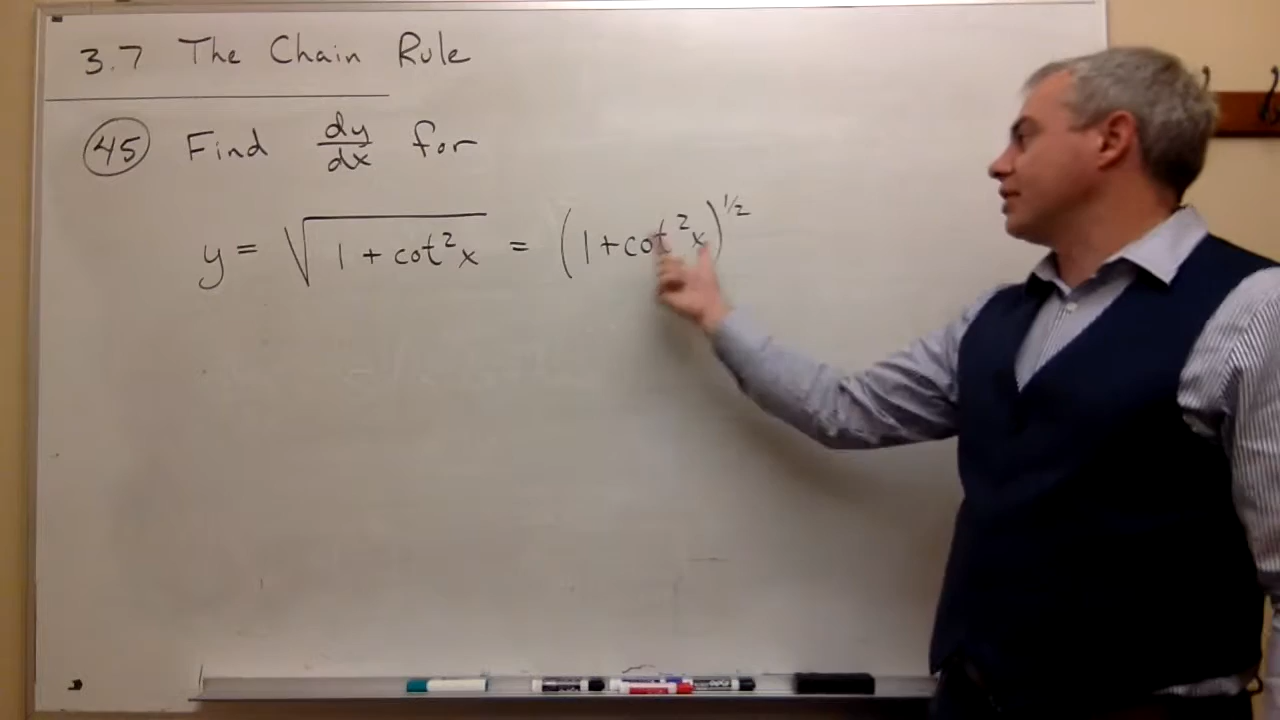 3.7 The Chain Rule
45 Find dy/dx for
y = √(1 + cot²x) = (1 + cot²x)^1/2